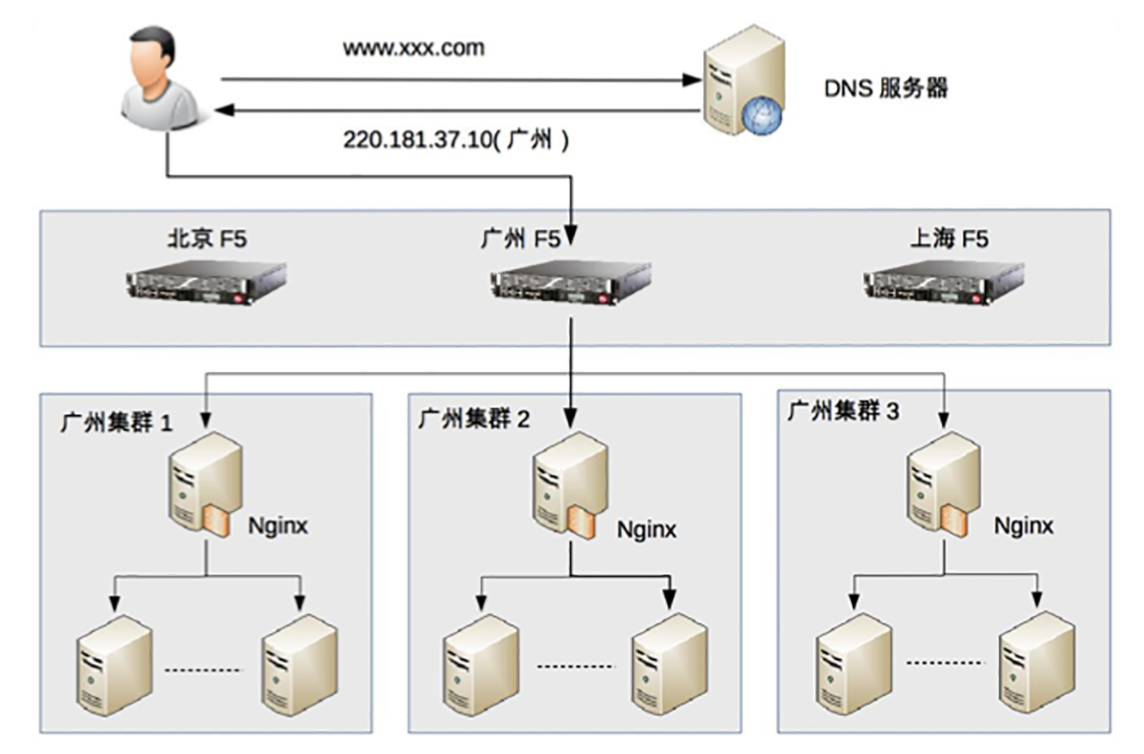 www.xxx.com
DNS 服务器
220.181.37.10( 广州 )
北京 F5
广州 F5
上海 F5
广州集群 1
广州集群 2
广州集群 3
Nginx
Nginx
Nginx